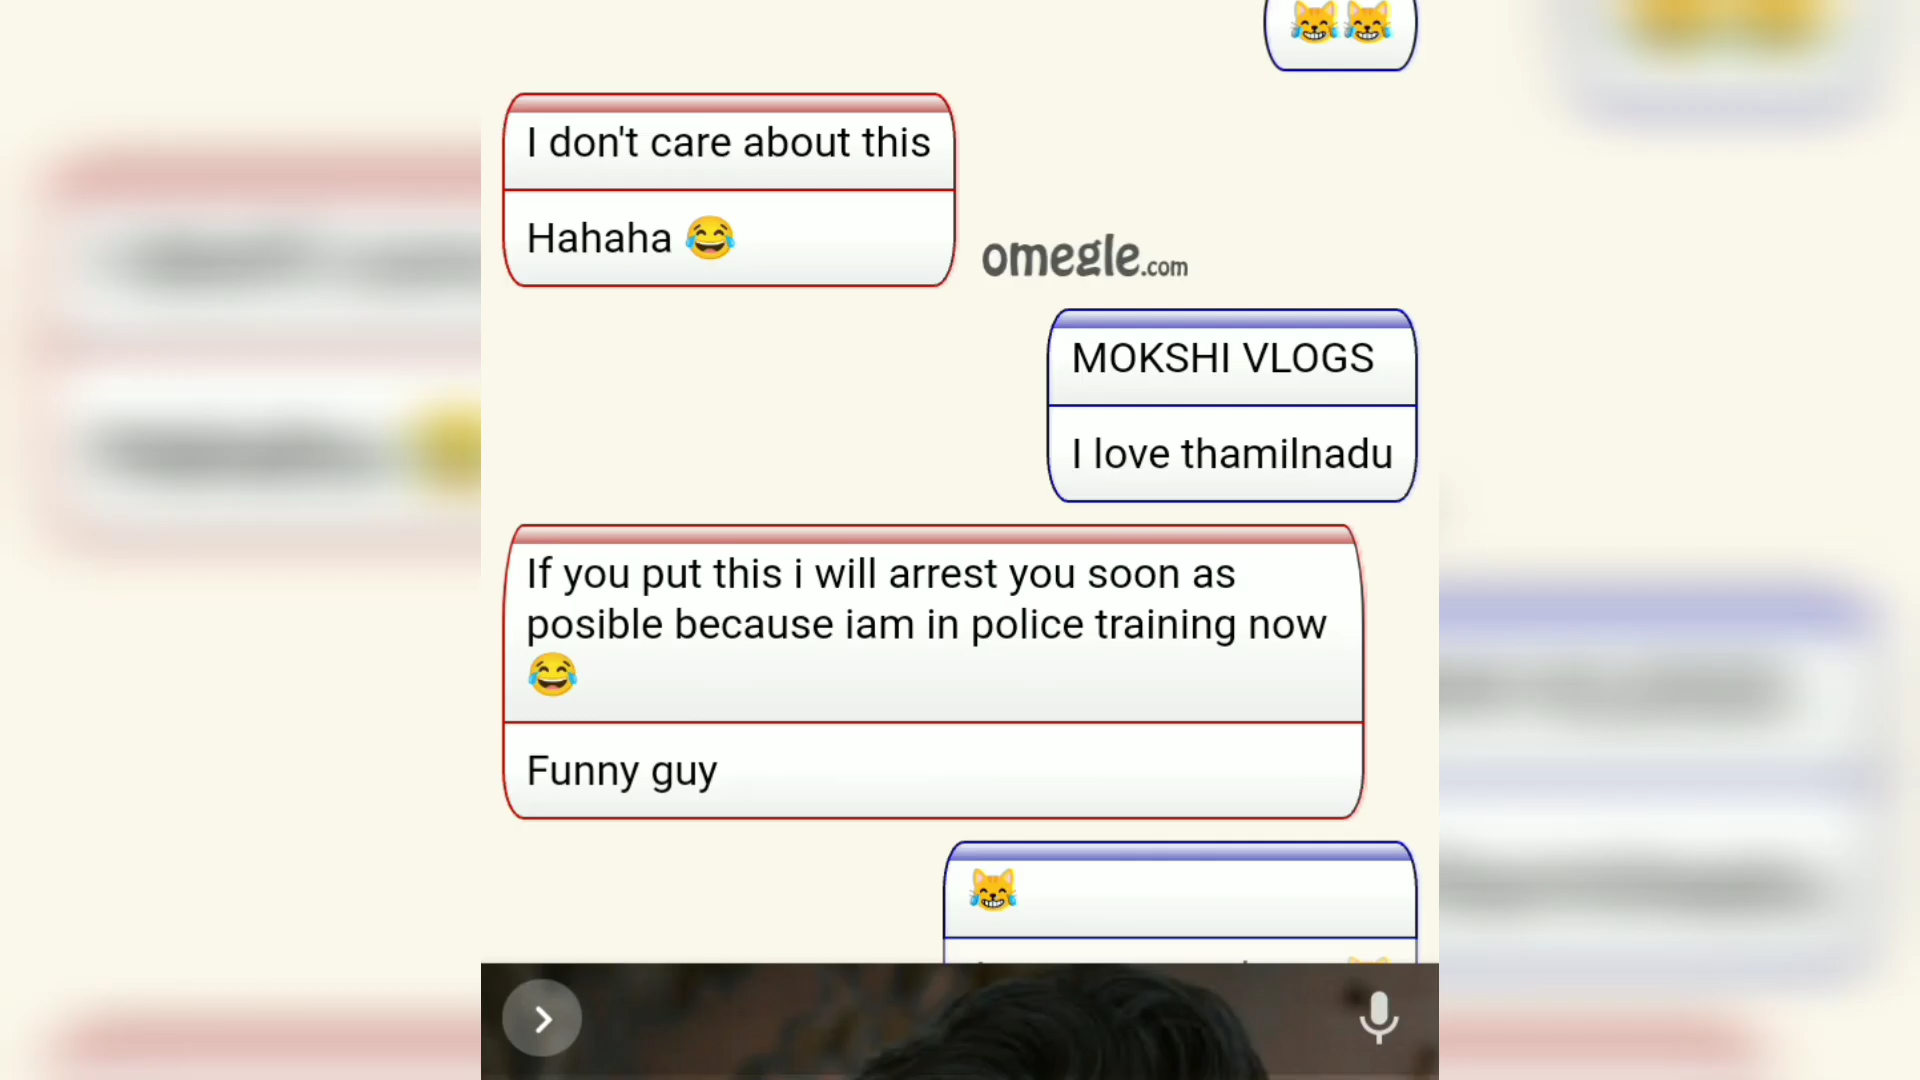 😹😹
I don't care about this
Hahaha 😂
omegle.com
MOKSHI VLOGS
I love thamilnadu
If you put this i will arrest you soon as
posible because iam in police training now
😂
Funny guy
😹